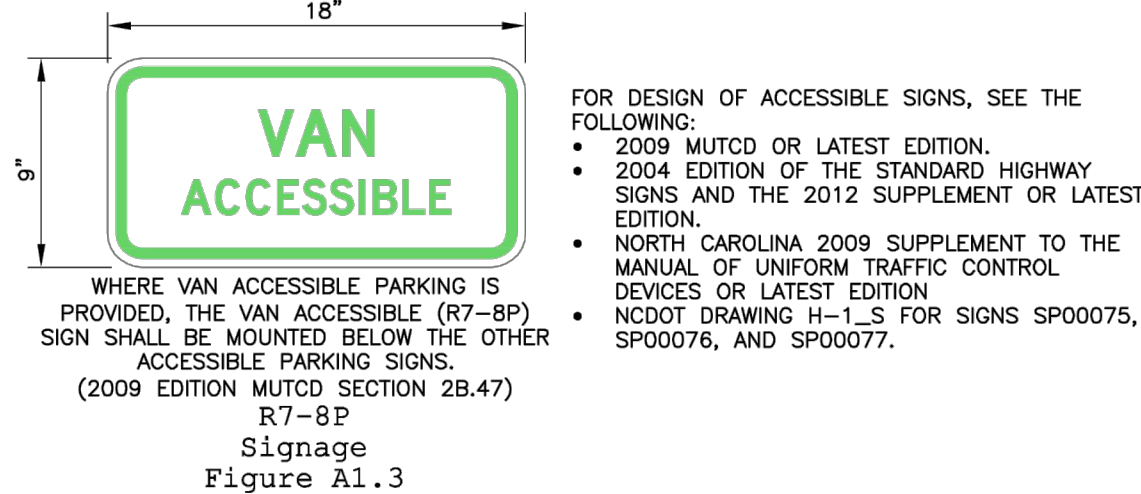 18"
9"
VAN
ACCESSIBLE
WHERE VAN ACCESSIBLE PARKING IS
PROVIDED, THE VAN ACCESSIBLE (R7-8P)
SIGN SHALL BE MOUNTED BELOW THE OTHER
ACCESSIBLE PARKING SIGNS.
(2009 EDITION MUTCD SECTION 2B.47)
R7-8P
Signage
Figure A1.3
FOR DESIGN OF ACCESSIBLE SIGNS, SEE THE
FOLLOWING:
• 2009 MUTCD OR LATEST EDITION.
• 2004 EDITION OF THE STANDARD HIGHWAY
SIGNS AND THE 2012 SUPPLEMENT OR LATEST
EDITION.
• NORTH CAROLINA 2009 SUPPLEMENT TO THE
MANUAL OF UNIFORM TRAFFIC CONTROL
DEVICES OR LATEST EDITION
• NCDOT DRAWING H-1_S FOR SIGNS SP00075,
SP00076, AND SP00077.